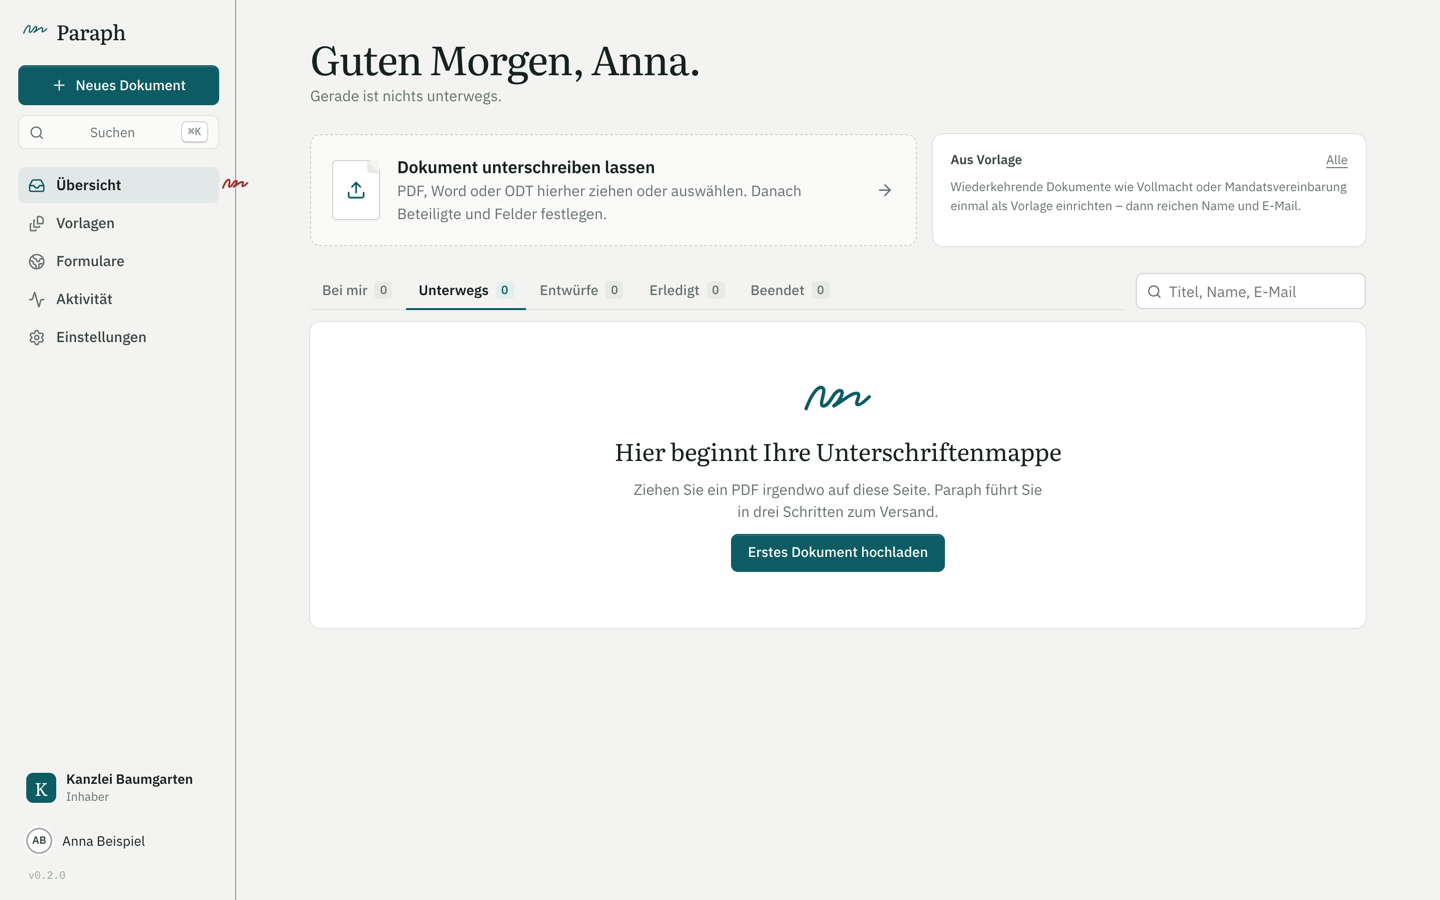 Paraph
Neues Dokument
Suchen ⌘K
Übersicht
Vorlagen
Formulare
Aktivität
Einstellungen
Kanzlei Baumgarten
K
Inhaber
AB Anna Beispiel
v0.2.0
Guten Morgen, Anna.
Gerade ist nichts unterwegs.
Dokument unterschreiben lassen
PDF, Word oder ODT hierher ziehen oder auswählen. Danach
Beteiligte und Felder festlegen.
Aus Vorlage Alle
Wiederkehrende Dokumente wie Vollmacht oder Mandatsvereinbarung
einmal als Vorlage einrichten – dann reichen Name und E-Mail.
Bei mir 0 Unterwegs 0 Entwürfe 0 Erledigt 0 Beendet 0
Titel, Name, E-Mail
Hier beginnt Ihre Unterschriftenmappe
Ziehen Sie ein PDF irgendwo auf diese Seite. Paraph führt Sie
in drei Schritten zum Versand.
Erstes Dokument hochladen